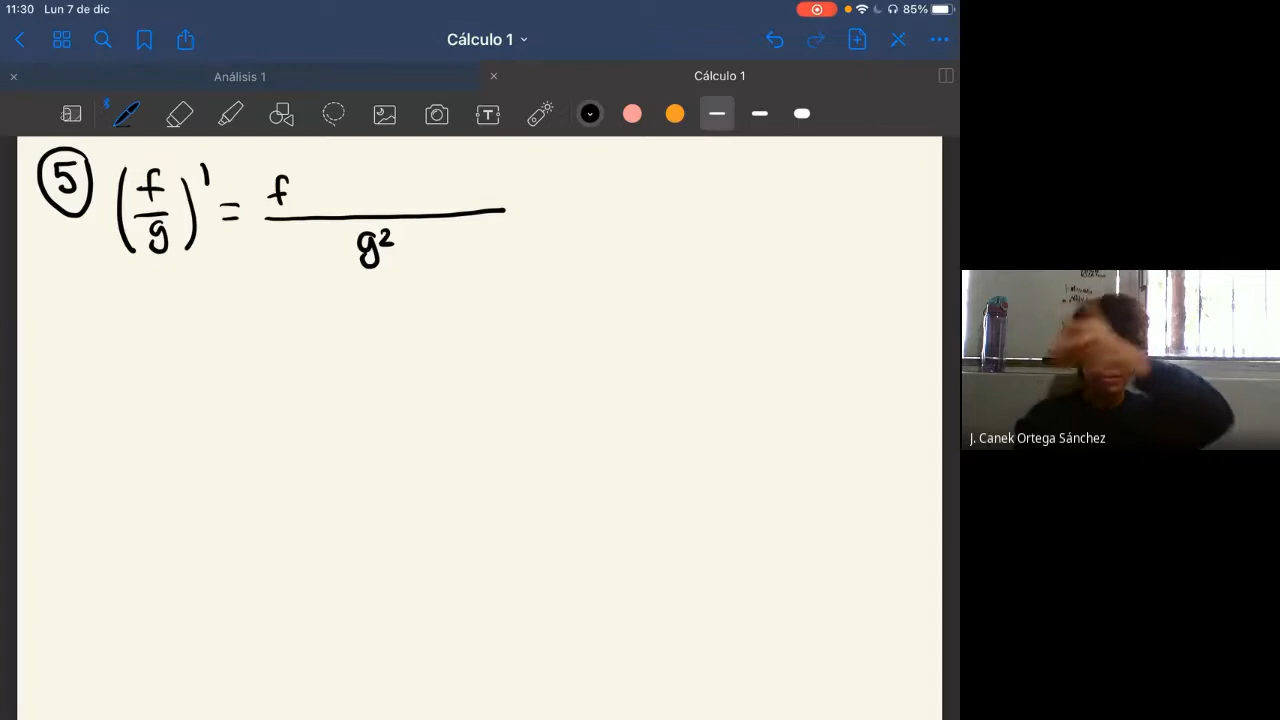 11:30 Lun 7 de dic 85%
Cálculo 1
Análisis 1 Cálculo 1
T
5 (f/g)' = f / g²
J. Canek Ortega Sánchez